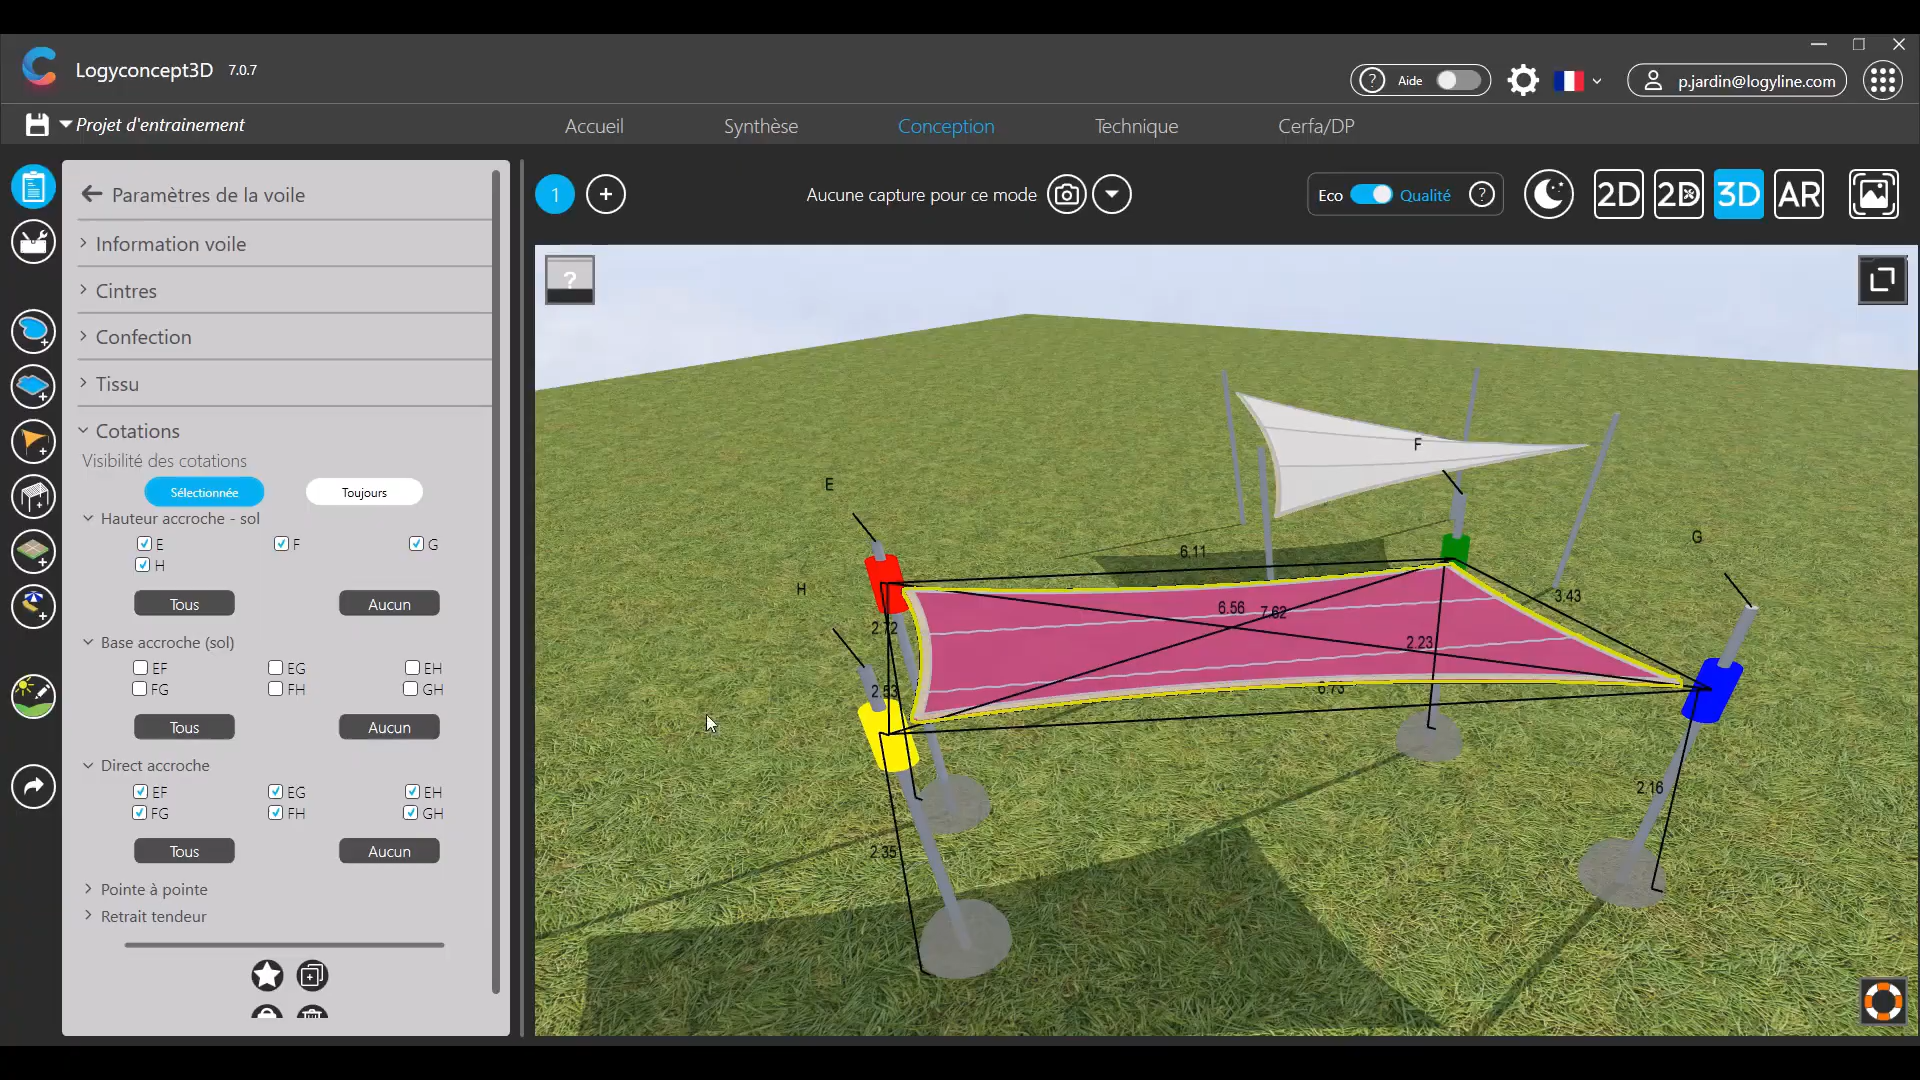 Logyconcept3D 7.0.7
? Aide
p.jardin@logyline.com
Projet d'entrainement
Accueil Synthèse Conception Technique Cerfa/DP
Paramètres de la voile
Information voile
Cintres
Confection
Tissu
Cotations
Visibilité des cotations
Sélectionnée Toujours
Hauteur accroche - sol
E F G
H
Tous Aucun
Base accroche (sol)
EF EG EH
FG FH GH
Tous Aucun
Direct accroche
EF EG EH
FG FH GH
Tous Aucun
Pointe à pointe
Retrait tendeur
1 +
Aucune capture pour ce mode
Eco Qualité ?
2D 2D 3D AR
?
F
E
G
6.11
H
3.43
6.56 7.62
2.72
2.23
2.53
6.73
2.16
2.35